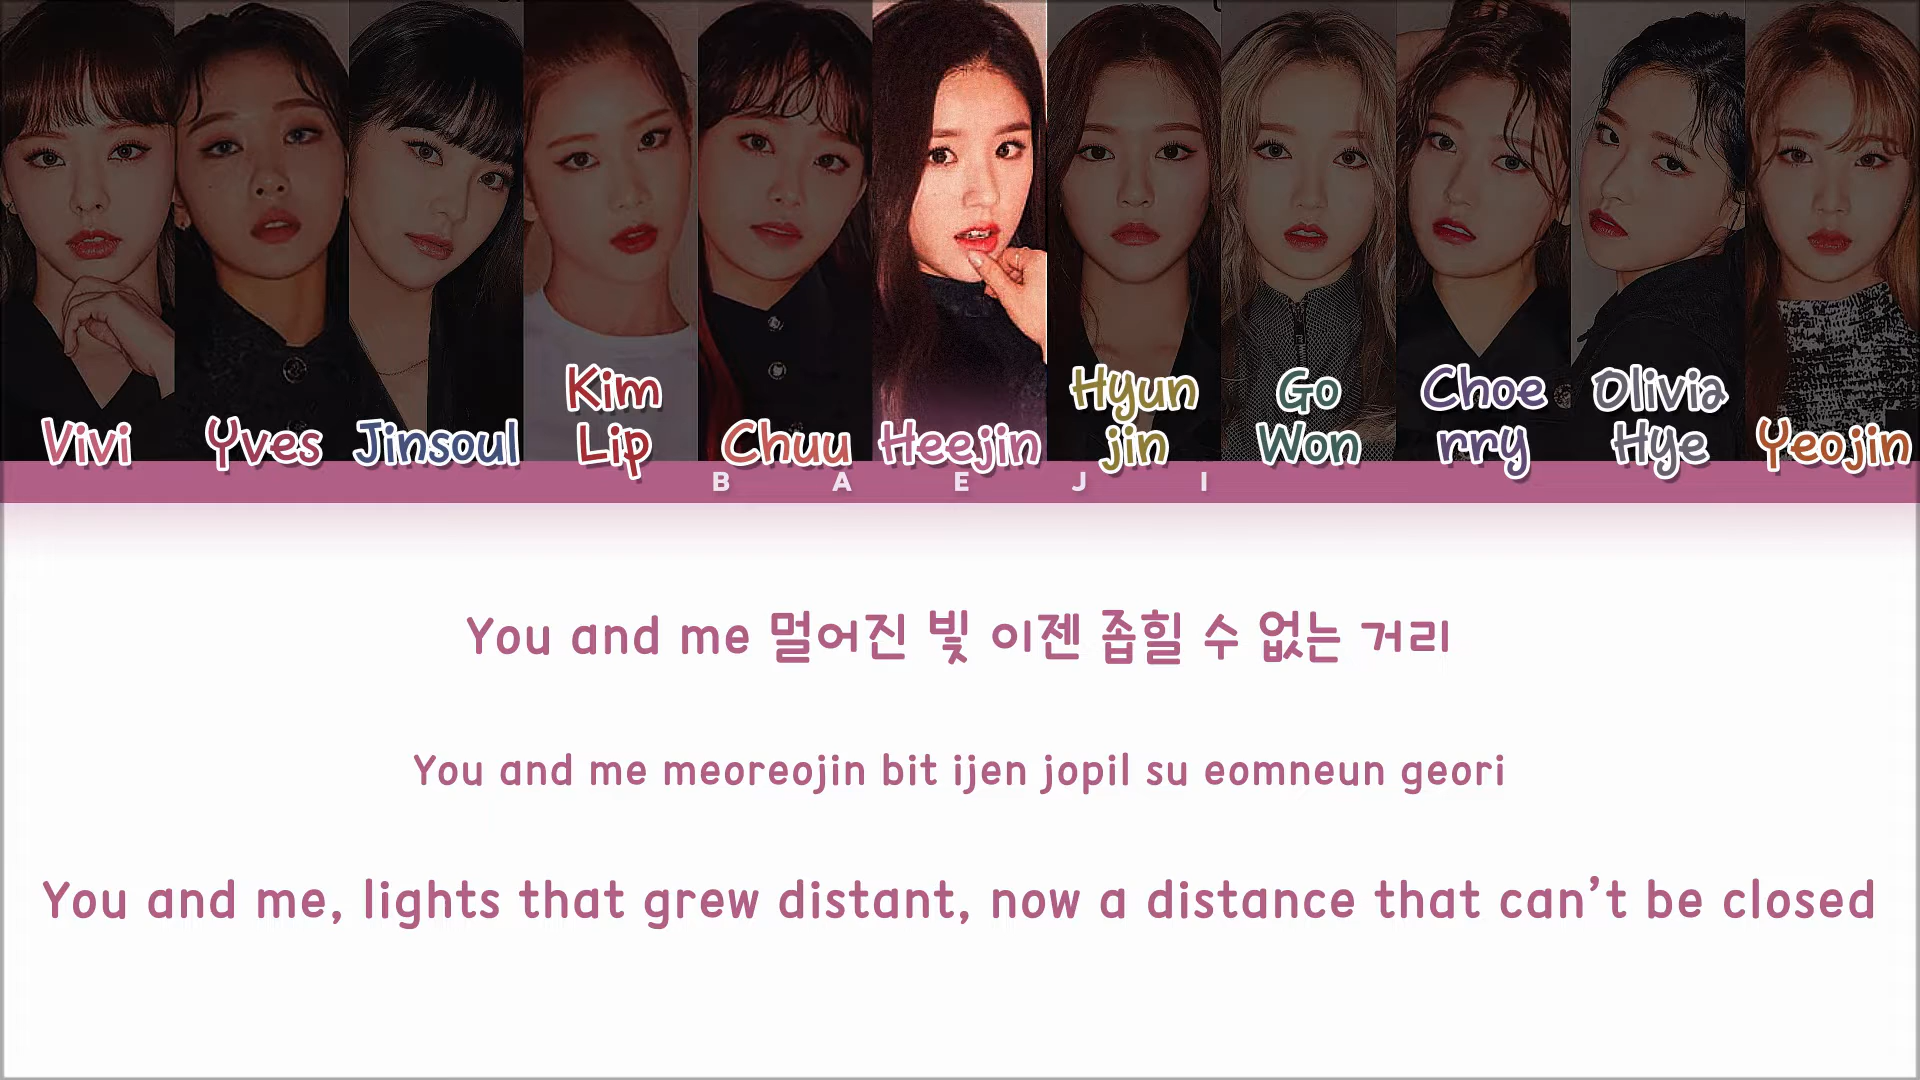 Vivi
Yves
Jinsoul
Kim
Lip
Chuu
Heejin
Hyun
jin
Go
Won
Choe
rry
Olivia
Hye
Yeojin
B A E J I
You and me 멀어진 빛 이젠 좁힐 수 없는 거리
You and me meoreojin bit ijen jopil su eomneun geori
You and me, lights that grew distant, now a distance that can’t be closed